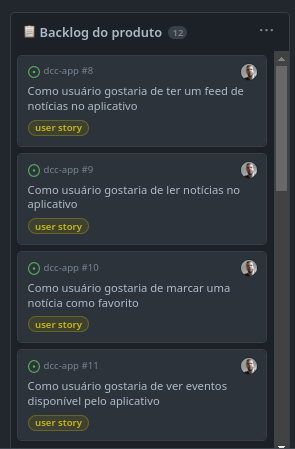 Backlog do produto 12
dcc-app #8
Como usuário gostaria de ter um feed de
notícias no aplicativo
user story
dcc-app #9
Como usuário gostaria de ler notícias no
aplicativo
user story
dcc-app #10
Como usuário gostaria de marcar uma
notícia como favorito
user story
dcc-app #11
Como usuário gostaria de ver eventos
disponível pelo aplicativo
user story